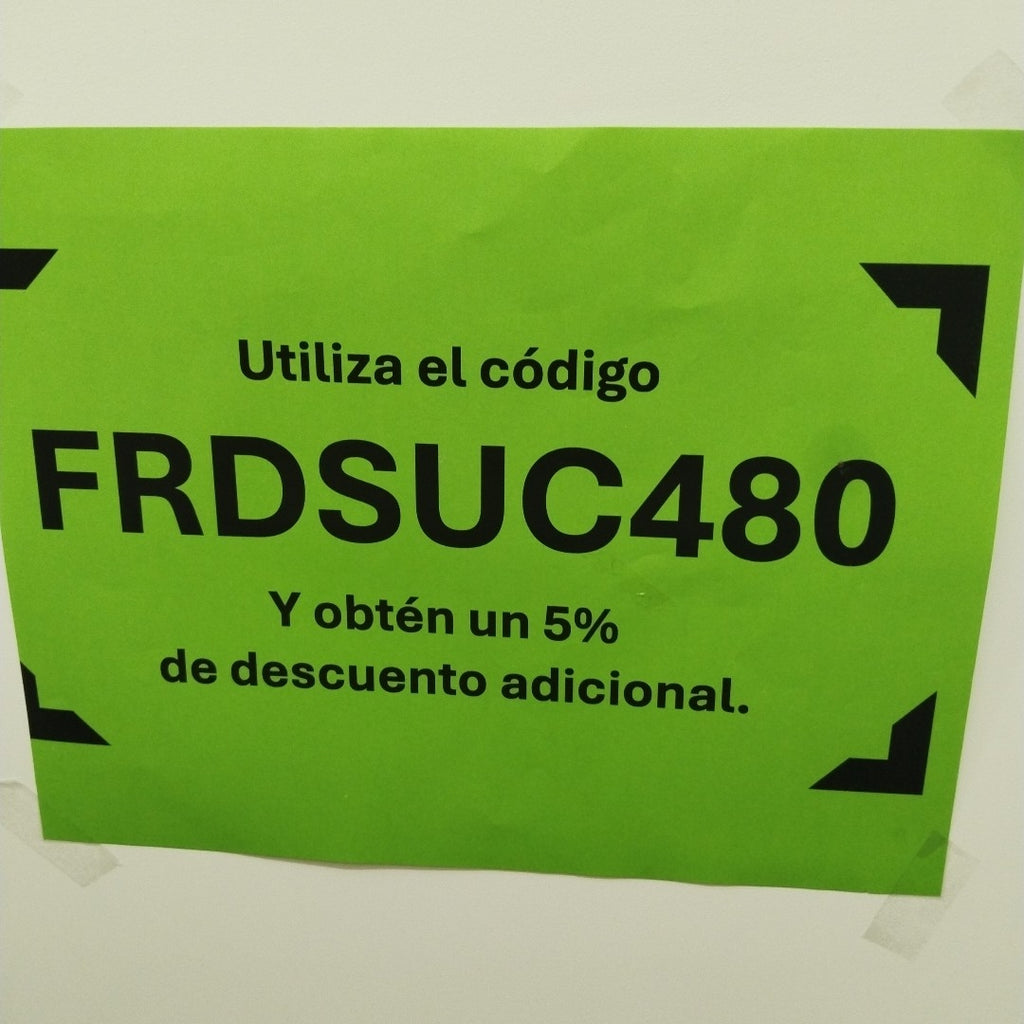 Utiliza el código
FRDSUC480
Y obtén un 5%
de descuento adicional.